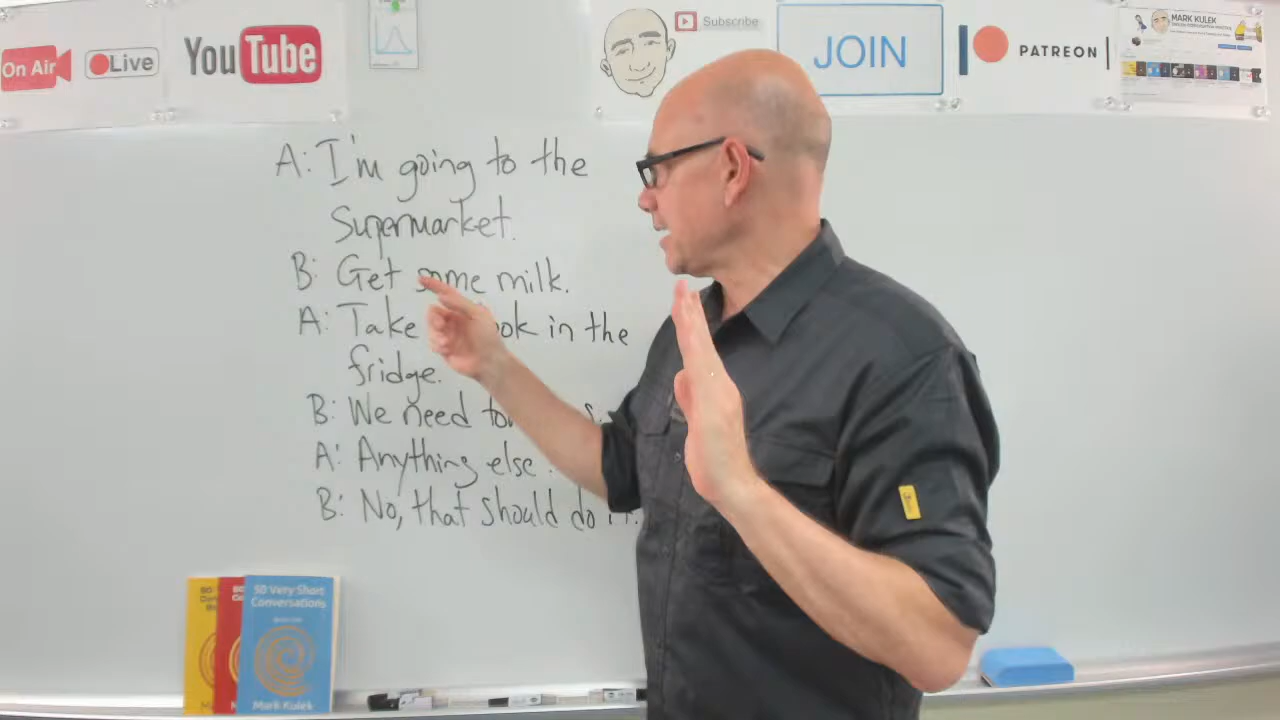 On Air
Live
YouTube
Subscribe
JOIN
PATREON
MARK KULEK
A: I'm going to the
Supermarket.
B: Get some milk.
A: Take in the
fridge.
B: We need
A: Anything else
B: No, that should do it.
50 Very Short
Conversations
Mark Kulek